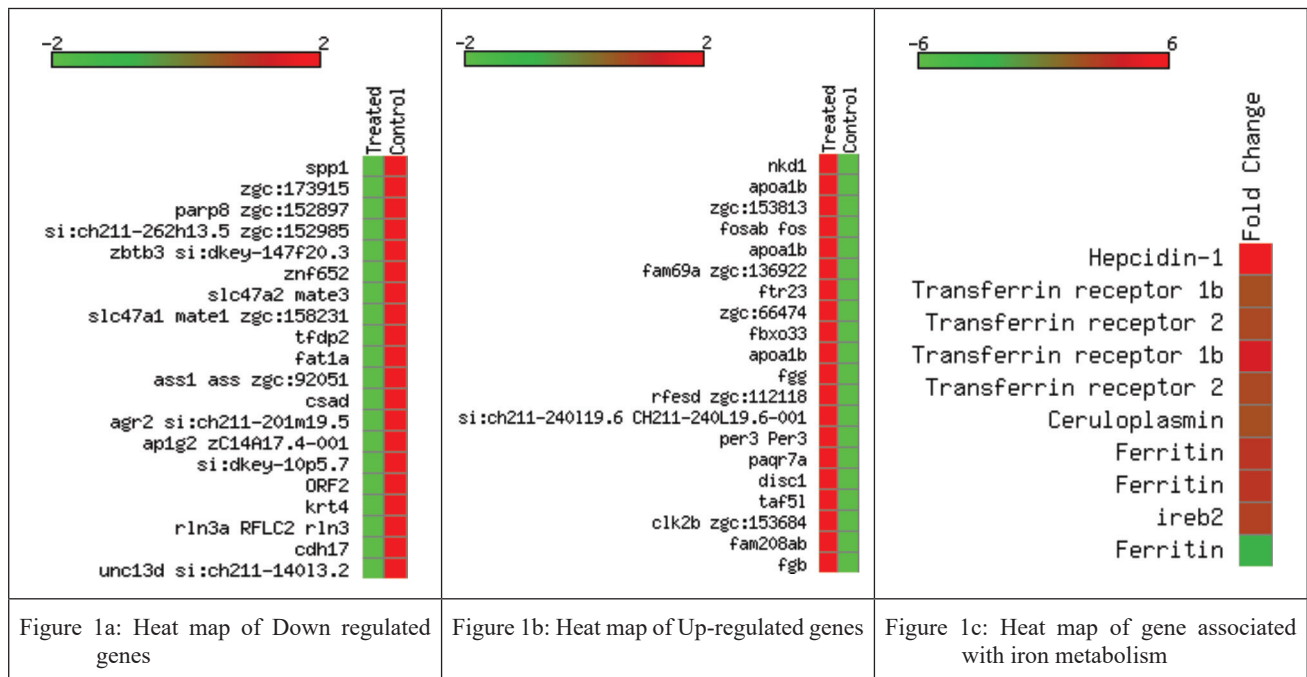 -2 2
Treated
Control
spp1
zgc:173915
parp8 zgc:152897
si:ch211-262h13.5 zgc:152985
zbtb3 si:dkey-147f20.3
znf652
slc47a2 mate3
slc47a1 mate1 zgc:158231
tfdp2
fat1a
ass1 ass zgc:92051
csad
agr2 si:ch211-201m19.5
ap1g2 zC14A17.4-001
si:dkey-10p5.7
ORF2
krt4
rln3a RFLC2 rln3
cdh17
unc13d si:ch211-14013.2
Figure 1a: Heat map of Down regulated
genes
-2 2
Treated
Control
nkd1
apoa1b
zgc:153813
fosab fos
apoa1b
fam69a zgc:136922
ftr23
zgc:66474
fbxo33
apoa1b
fgg
rfesd zgc:112118
si:ch211-240l19.6 CH211-240L19.6-001
per3 Per3
paqr7a
disc1
taf5l
clk2b zgc:153684
fam208ab
fgb
Figure 1b: Heat map of Up-regulated genes
-6 6
Fold Change
Hepcidin-1
Transferrin receptor 1b
Transferrin receptor 2
Transferrin receptor 1b
Transferrin receptor 2
Ceruloplasmin
Ferritin
Ferritin
ireb2
Ferritin
Figure 1c: Heat map of gene associated
with iron metabolism